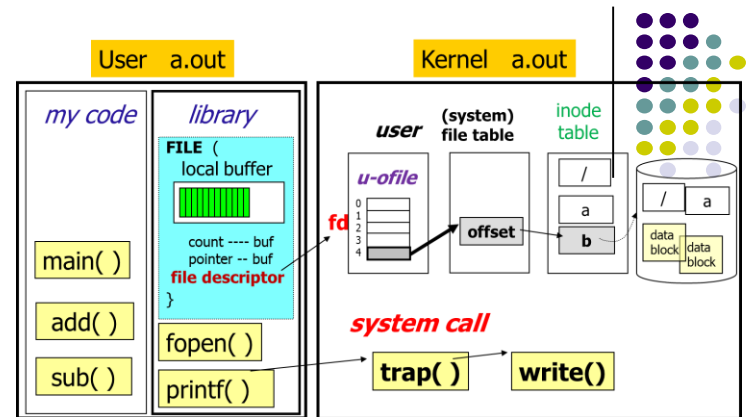 User a.out
Kernel a.out
my code
library
FILE (
local buffer
count ---- buf
pointer -- buf
file descriptor
}
main( )
add( )
sub( )
fopen( )
printf( )
user
u-ofile
fd
0
1
2
3
4
(system)
file table
offset
inode
table
/
a
b
/
a
data
block
data
block
system call
trap( )
write()